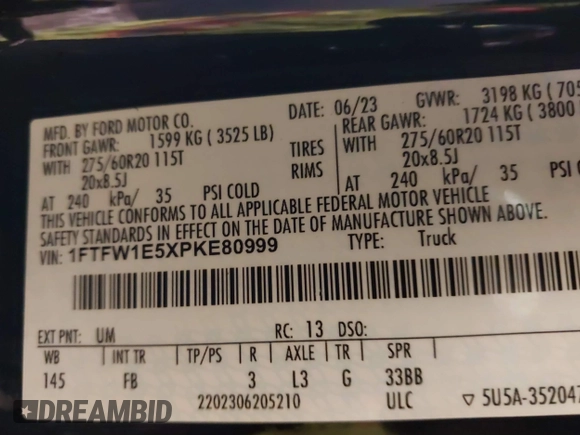 MFD. BY FORD MOTOR CO.
DATE: 06/23 GVWR: 3198 KG ( 705
FRONT GAWR: 1599 KG ( 3525 LB)
REAR GAWR: 1724 KG ( 3800
WITH 275/60R20 115T TIRES WITH 275/60R20 115T
20x8.5J RIMS 20x8.5J
AT 240 kPa/ 35 PSI COLD AT 240 kPa/ 35 PSI COLD
THIS VEHICLE CONFORMS TO ALL APPLICABLE FEDERAL MOTOR VEHICLE
SAFETY STANDARDS IN EFFECT ON THE DATE OF MANUFACTURE SHOWN ABOVE.
VIN: 1FTFW1E5XPKE80999 TYPE: Truck
EXT PNT: UM RC: 13 DSO:
WB INT TR TP/PS R AXLE TR SPR
145 FB 3 L3 G 33BB
2202306205210 ULC ▽ 5U5A-352047
BIDAMERICA